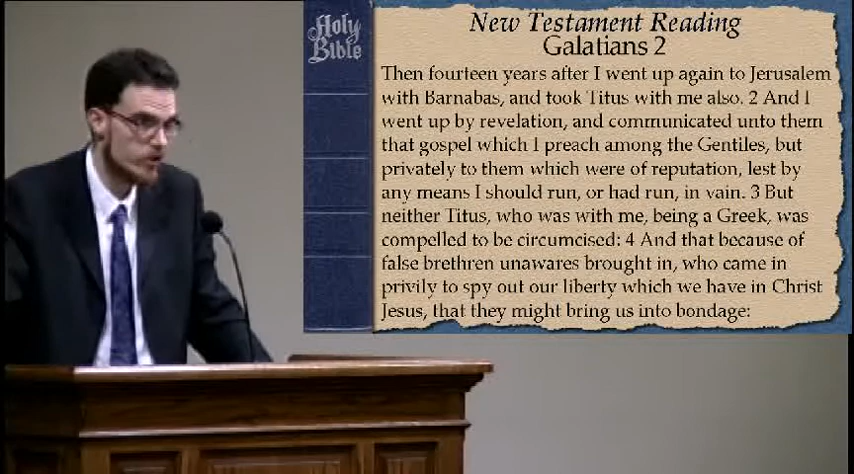 Holy
Bible
New Testament Reading
Galatians 2
Then fourteen years after I went up again to Jerusalem
with Barnabas, and took Titus with me also. 2 And I
went up by revelation, and communicated unto them
that gospel which I preach among the Gentiles, but
privately to them which were of reputation, lest by
any means I should run, or had run, in vain. 3 But
neither Titus, who was with me, being a Greek, was
compelled to be circumcised: 4 And that because of
false brethren unawares brought in, who came in
privily to spy out our liberty which we have in Christ
Jesus, that they might bring us into bondage: